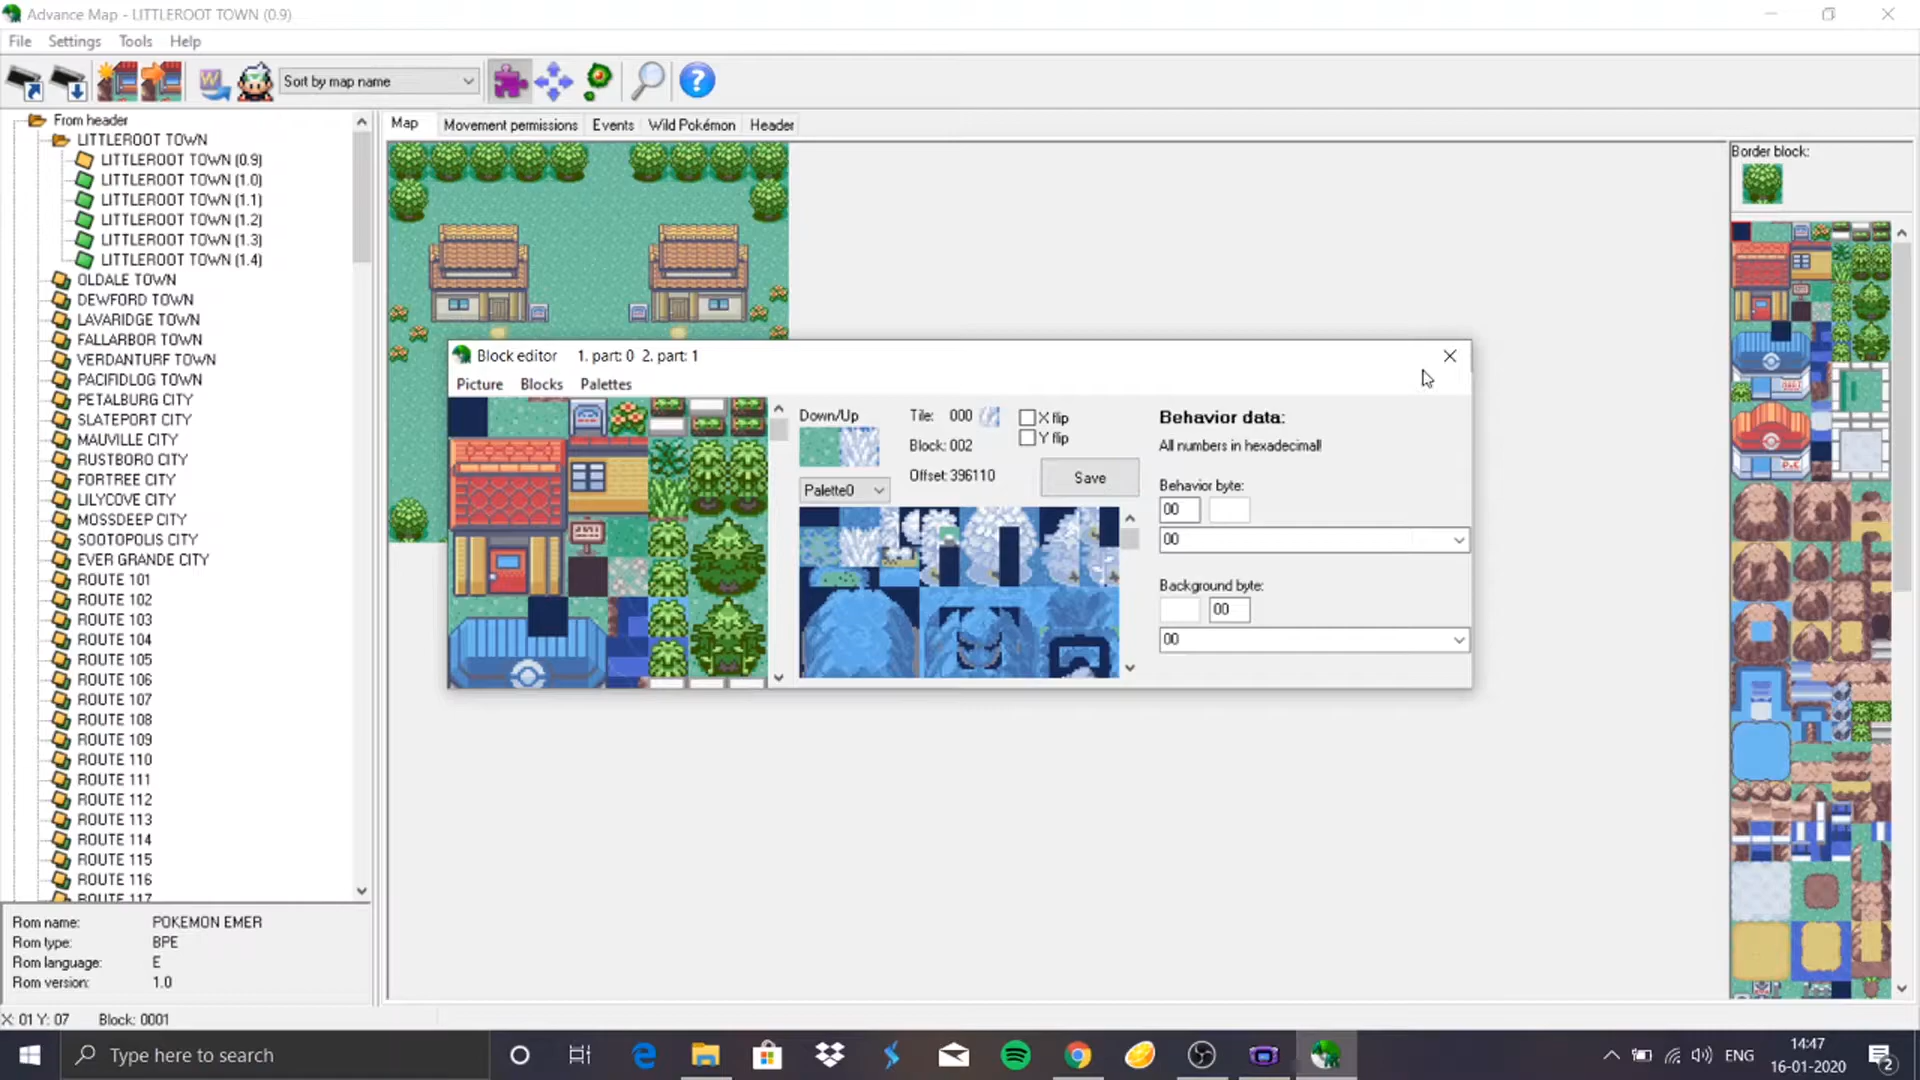 Advance Map - LITTLEROOT TOWN (0.9)
File Settings Tools Help
Sort by map name
From header
LITTLEROOT TOWN
LITTLEROOT TOWN (0.9)
LITTLEROOT TOWN (1.0)
LITTLEROOT TOWN (1.1)
LITTLEROOT TOWN (1.2)
LITTLEROOT TOWN (1.3)
LITTLEROOT TOWN (1.4)
OLDALE TOWN
DEWFORD TOWN
LAVARIDGE TOWN
FALLARBOR TOWN
VERDANTURF TOWN
PACIFIDLOG TOWN
PETALBURG CITY
SLATEPORT CITY
MAUVILLE CITY
RUSTBORO CITY
FORTREE CITY
LILYCOVE CITY
MOSSDEEP CITY
SOOTOPOLIS CITY
EVER GRANDE CITY
ROUTE 101
ROUTE 102
ROUTE 103
ROUTE 104
ROUTE 105
ROUTE 106
ROUTE 107
ROUTE 108
ROUTE 109
ROUTE 110
ROUTE 111
ROUTE 112
ROUTE 113
ROUTE 114
ROUTE 115
ROUTE 116
ROUTE 117
Rom name: POKEMON EMER
Rom type: BPE
Rom language: E
Rom version: 1.0
X: 01 Y: 07 Block: 0001
Map Movement permissions Events Wild Pokémon Header
Border block:
Block editor 1. part: 0 2. part: 1
Picture Blocks Palettes
Down/Up
Palette0
Tile: 000
Block: 002
Offset: 396110
X flip
Y flip
Save
Behavior data:
All numbers in hexadecimal!
Behavior byte:
00
00
Background byte:
00
00
Type here to search
ENG
14:47
16-01-2020
2